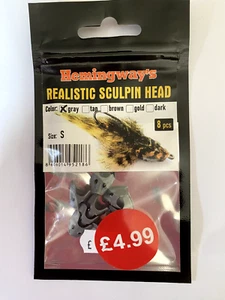 Hemingway's
REALISTIC SCULPIN HEAD
Color: gray tan brown gold dark
8 pcs
Size: S
£
£4.99